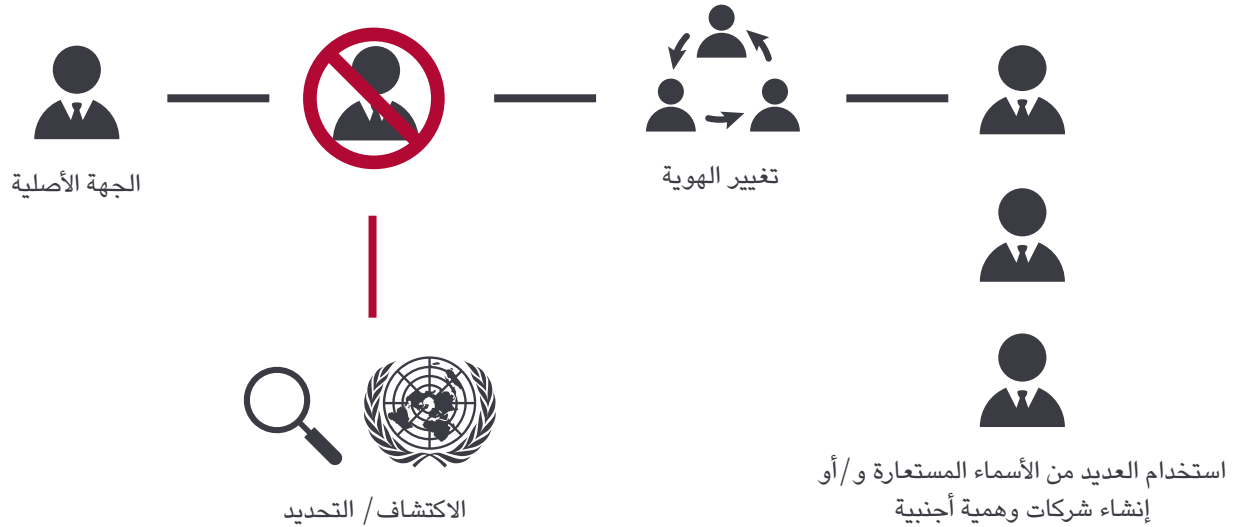 الجهة الأصلية
تغيير الهوية
الاكتشاف/ التحديد
استخدام العديد من الأسماء المستعارة و/أو
إنشاء شركات وهمية أجنبية